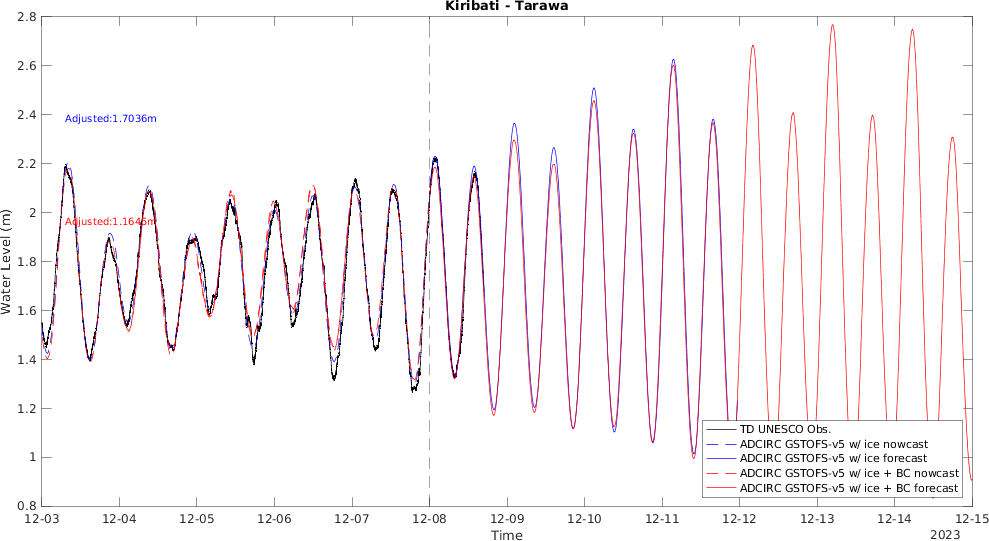 Kiribati - Tarawa
2.8
2.6
2.4
2.2
2
1.8
1.6
1.4
1.2
1
0.8
Water Level (m)
Adjusted:1.7036m
Adjusted:1.1646m
TD UNESCO Obs.
ADCIRC GSTOFS-v5 w/ ice nowcast
ADCIRC GSTOFS-v5 w/ ice forecast
ADCIRC GSTOFS-v5 w/ ice + BC nowcast
ADCIRC GSTOFS-v5 w/ ice + BC forecast
12-03 12-04 12-05 12-06 12-07 12-08 12-09 12-10 12-11 12-12 12-13 12-14 12-15
Time
2023